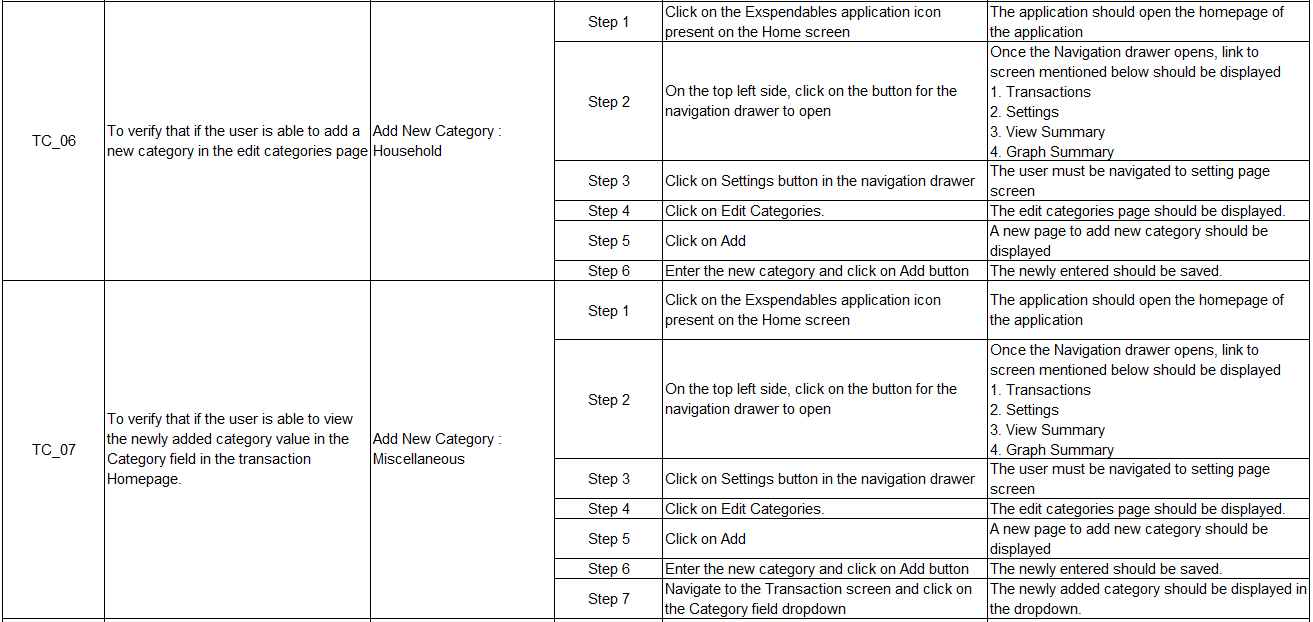 TC_06
To verify that if the user is able to add a
new category in the edit categories page
Add New Category :
Household
Step 1
Click on the Exspendables application icon
present on the Home screen
The application should open the homepage of
the application
Step 2
On the top left side, click on the button for the
navigation drawer to open
Once the Navigation drawer opens, link to
screen mentioned below should be displayed
1. Transactions
2. Settings
3. View Summary
4. Graph Summary
Step 3
Click on Settings button in the navigation drawer
The user must be navigated to setting page
screen
Step 4
Click on Edit Categories.
The edit categories page should be displayed.
Step 5
Click on Add
A new page to add new category should be
displayed
Step 6
Enter the new category and click on Add button
The newly entered should be saved.
TC_07
To verify that if the user is able to view
the newly added category value in the
Category field in the transaction
Homepage.
Add New Category :
Miscellaneous
Step 1
Click on the Exspendables application icon
present on the Home screen
The application should open the homepage of
the application
Step 2
On the top left side, click on the button for the
navigation drawer to open
Once the Navigation drawer opens, link to
screen mentioned below should be displayed
1. Transactions
2. Settings
3. View Summary
4. Graph Summary
Step 3
Click on Settings button in the navigation drawer
The user must be navigated to setting page
screen
Step 4
Click on Edit Categories.
The edit categories page should be displayed.
Step 5
Click on Add
A new page to add new category should be
displayed
Step 6
Enter the new category and click on Add button
The newly entered should be saved.
Step 7
Navigate to the Transaction screen and click on
the Category field dropdown
The newly added category should be displayed in
the dropdown.